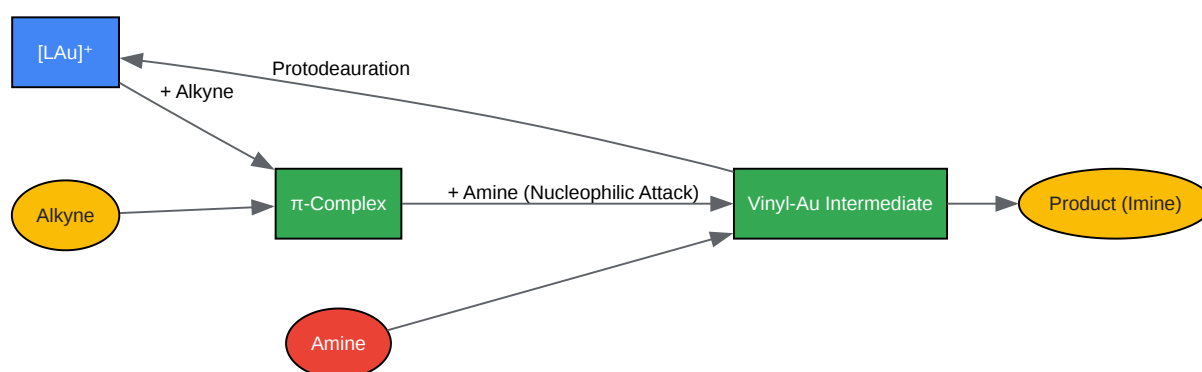 [LAu]⁺
Protodeauration
+ Alkyne
Alkyne
π-Complex
+ Amine (Nucleophilic Attack)
Vinyl-Au Intermediate
Product (Imine)
Amine